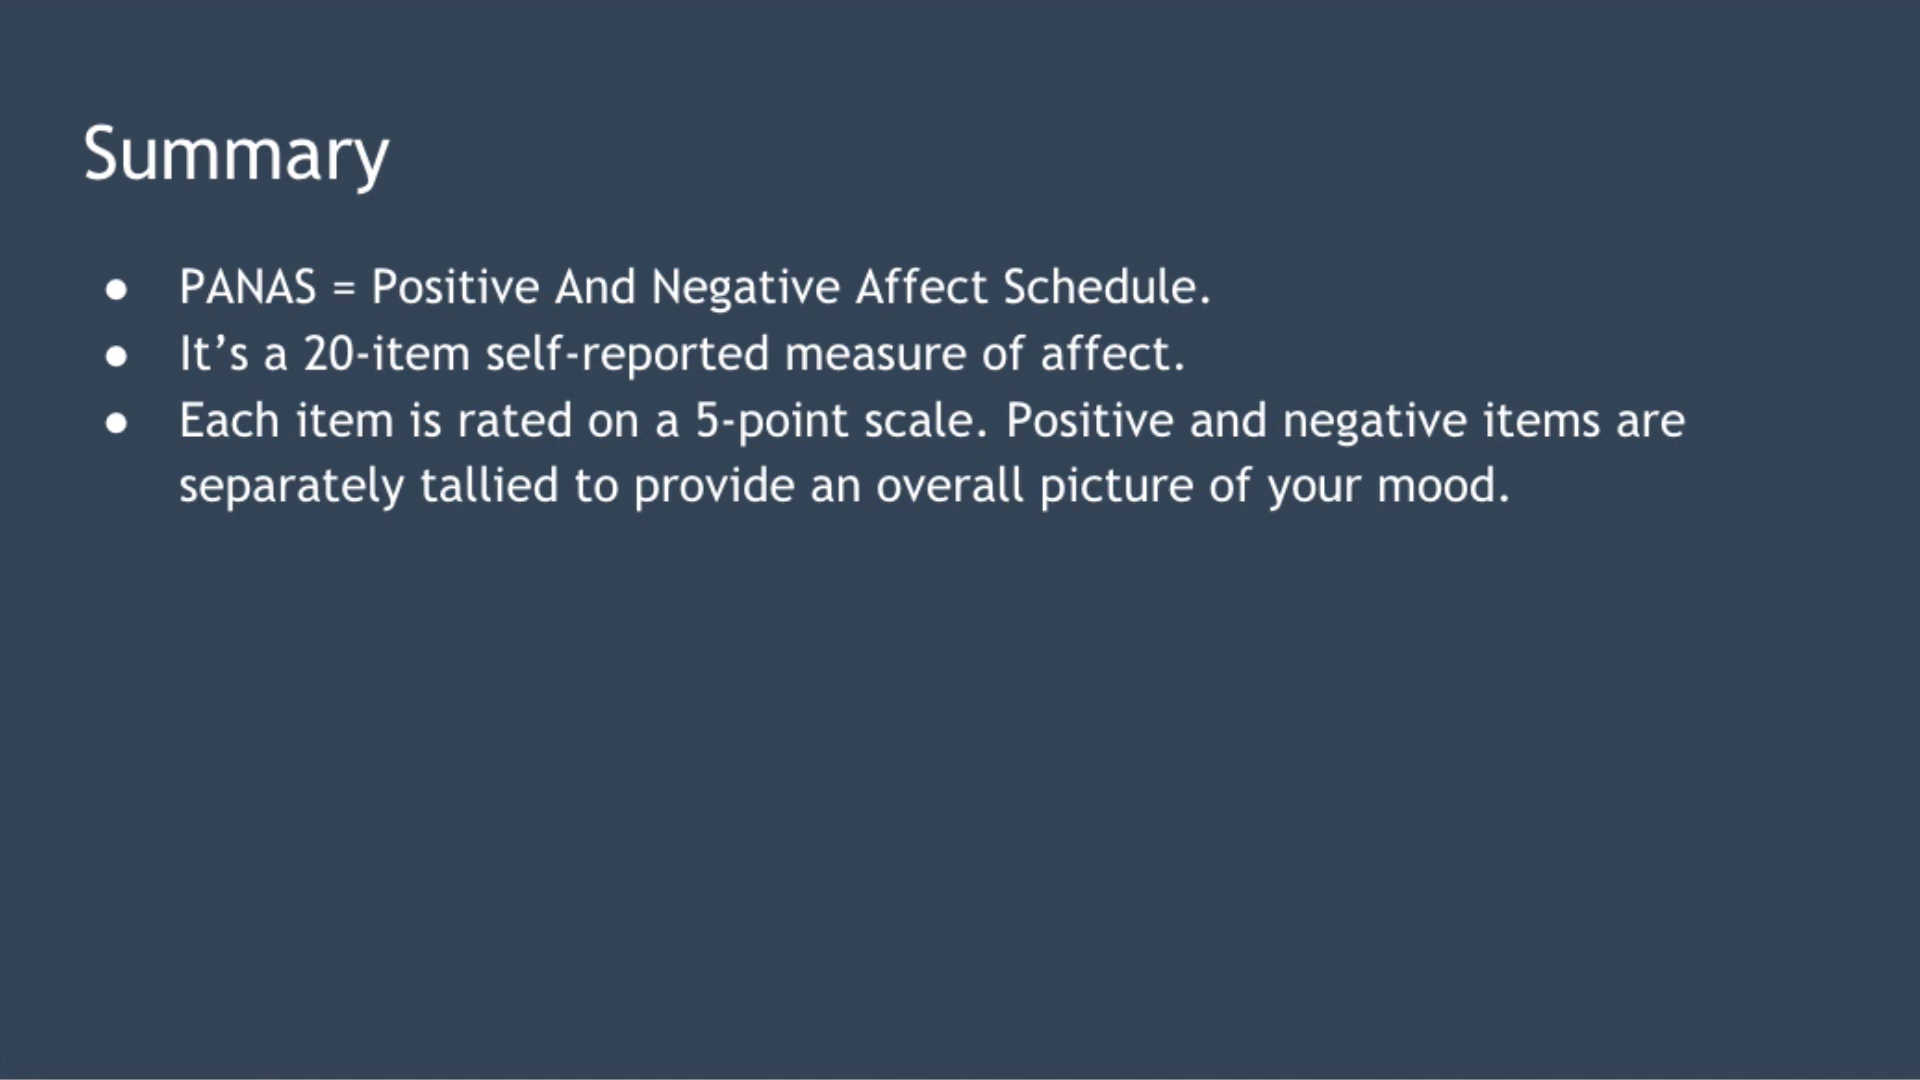 Summary
● PANAS = Positive And Negative Affect Schedule.
● It’s a 20-item self-reported measure of affect.
● Each item is rated on a 5-point scale. Positive and negative items are
separately tallied to provide an overall picture of your mood.